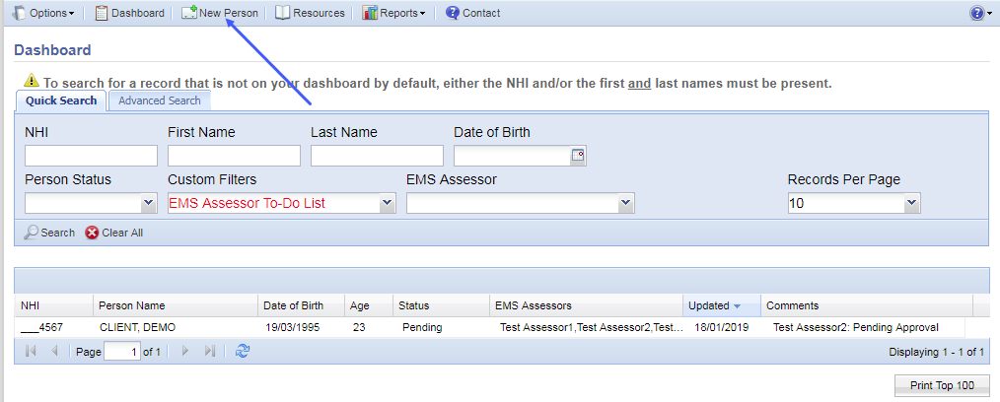 Options Dashboard New Person Resources Reports Contact
Dashboard
To search for a record that is not on your dashboard by default, either the NHI and/or the first and last names must be present.
Quick Search Advanced Search
NHI First Name Last Name Date of Birth
Person Status Custom Filters EMS Assessor Records Per Page
EMS Assessor To-Do List 10
Search Clear All
NHI Person Name Date of Birth Age Status EMS Assessors Updated Comments
___4567 CLIENT, DEMO 19/03/1995 23 Pending Test Assessor1,Test Assessor2,Test... 18/01/2019 Test Assessor2: Pending Approval
Page 1 of 1 Displaying 1 - 1 of 1
Print Top 100